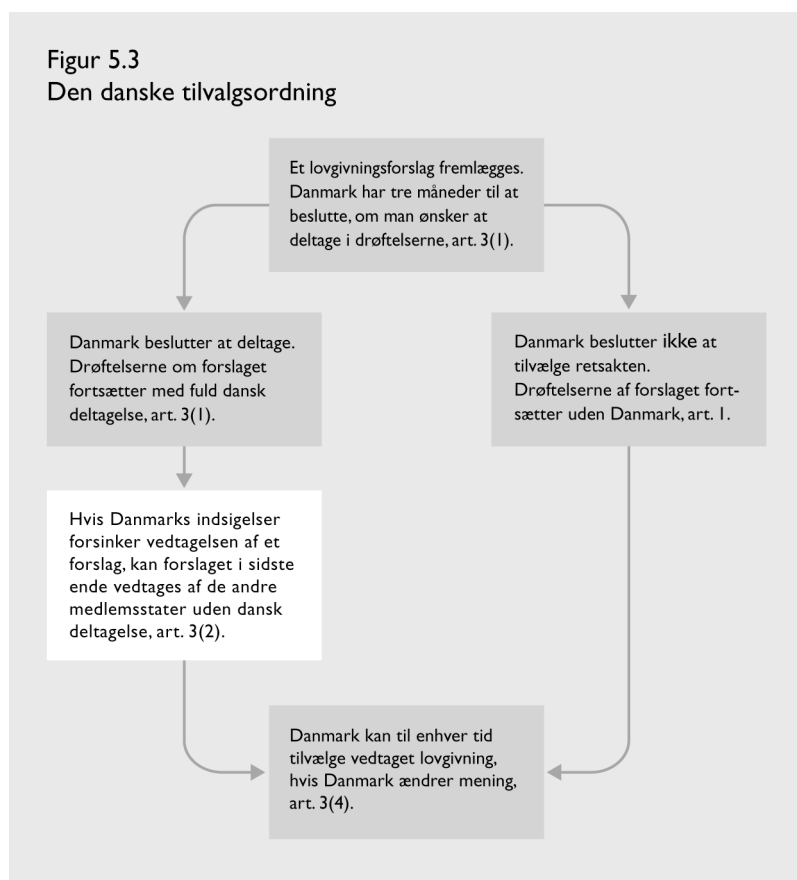 Figur 5.3
Den danske tilvalgsordning
Et lovgivningsforslag fremlægges.
Danmark har tre måneder til at
beslutte, om man ønsker at
deltage i drøftelserne, art. 3(1).
Danmark beslutter at deltage.
Drøftelserne om forslaget
fortsætter med fuld dansk
deltagelse, art. 3(1).
Danmark beslutter ikke at
tilvælge retsakten.
Drøftelserne af forslaget fort-
sætter uden Danmark, art. 1.
Hvis Danmarks indsigelser
forsinker vedtagelsen af et
forslag, kan forslaget i sidste
ende vedtages af de andre
medlemsstater uden dansk
deltagelse, art. 3(2).
Danmark kan til enhver tid
tilvælge vedtaget lovgivning,
hvis Danmark ændrer mening,
art. 3(4).